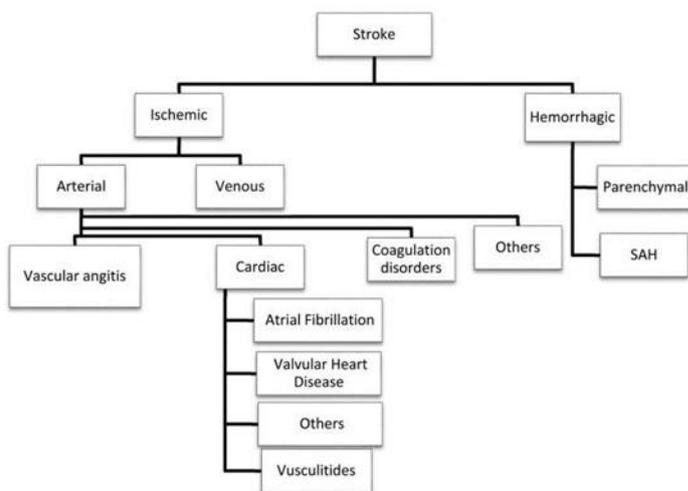 Stroke
Ischemic
Hemorrhagic
Arterial
Venous
Parenchymal
Vascular angitis
Cardiac
Coagulation
disorders
Others
SAH
Atrial Fibrillation
Valvular Heart
Disease
Others
Vusculitides